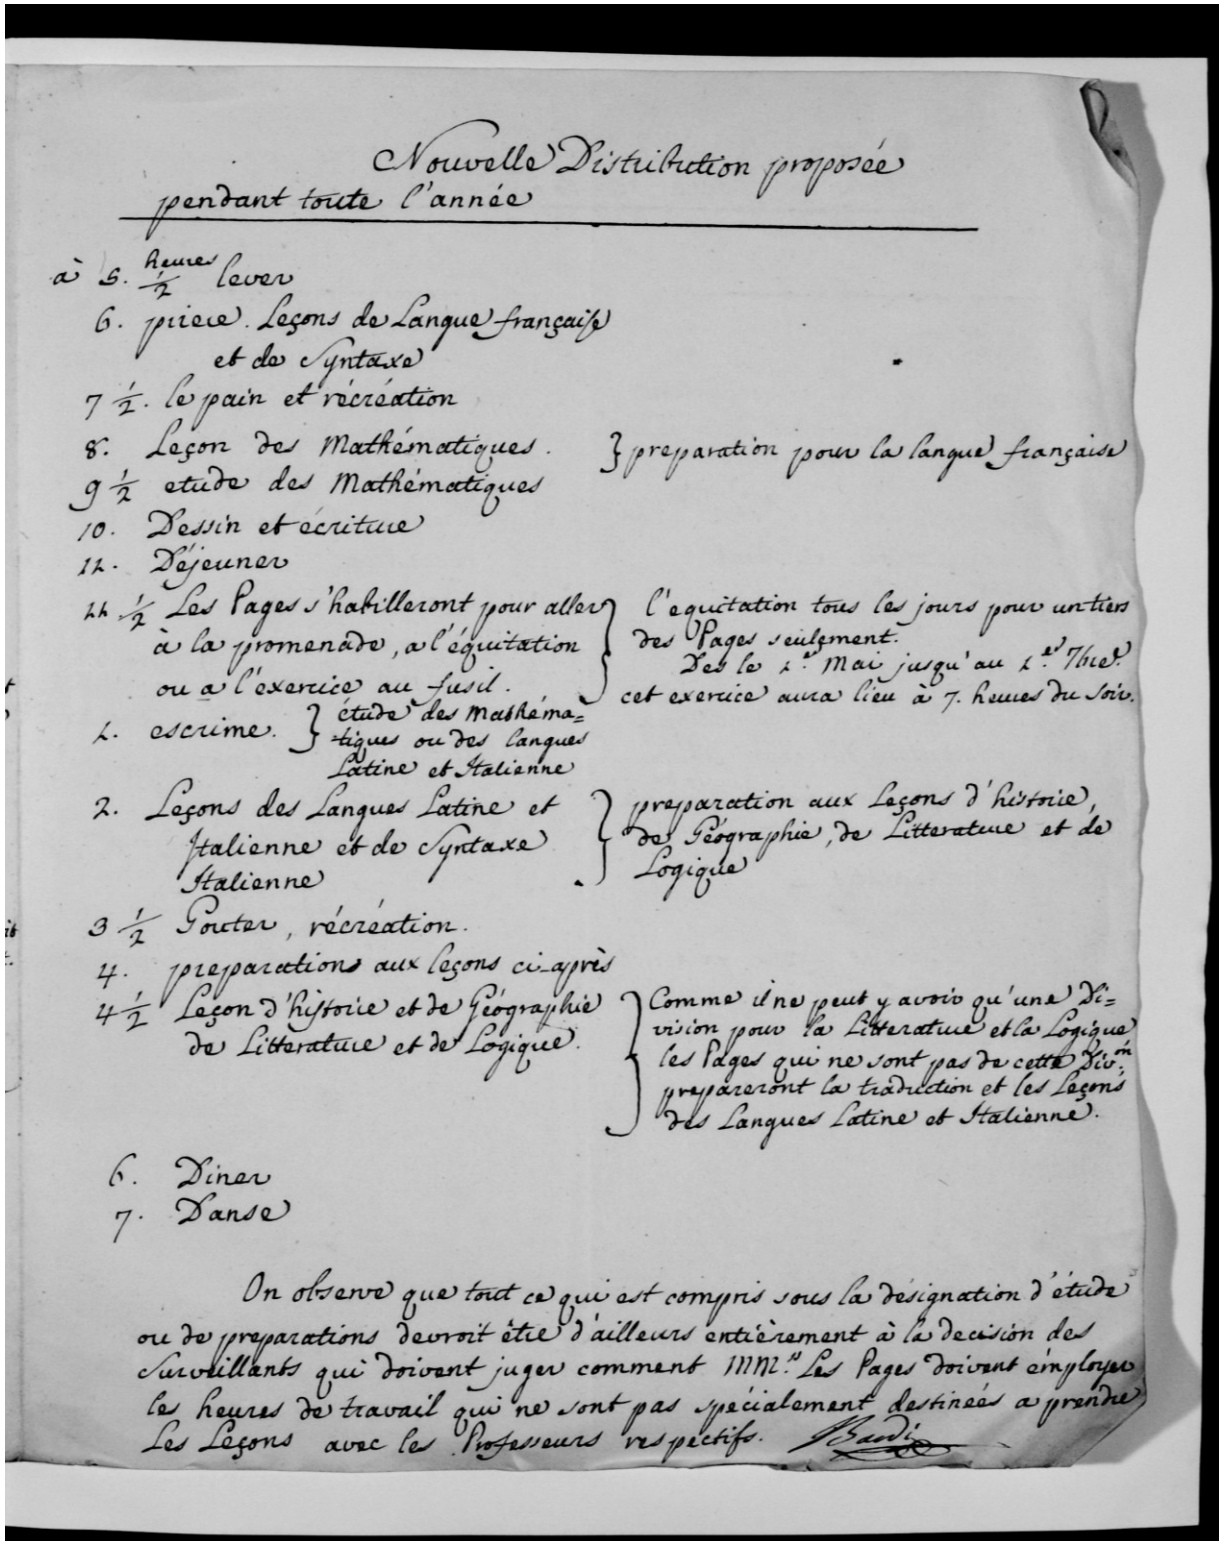 Nouvelle Distribution proposée
pendant toute l'année
à 5. heures 1/2 lever
6. priere. Leçons de Langue française
et de Syntaxe
7 1/2. le pain et récréation
8. Leçon des Mathématiques. } preparation pour la langue française
9 1/2 etude des Mathématiques
10. Dessin et écriture
11. Déjeuner
11 1/2 Les Pages s'habilleront pour aller
à la promenade, a l'équitation
ou a l'exercice au fusil.
} l'equitation tous les jours pour un tiers
des Pages seulement.
Des le 1.er Mai jusqu'au 1.er 7bre.
cet exercice aura lieu à 7. heures du soir.
1. escrime. } étude des Mathéma=
tiques ou des langues
Latine et Italienne
2. Leçons des Langues Latine et
Italienne et de Syntaxe
Italienne
} preparation aux Leçons d'histoire,
de Géographie, de Litterature et de
Logique
3 1/2 Gouter, récréation.
4. preparations aux leçons ci-après
4 1/2 Leçon d'histoire et de Géographie
de Litterature et de Logique.
} Comme il ne peut y avoir qu'une Di=
vision pour la Litterature et la Logique
les Pages qui ne sont pas de cette Div.on
prepareront la traduction et les Leçons
des Langues Latine et Italienne.
6. Diner
7. Danse
On observe que tout ce qui est compris sous la désignation d'étude
ou de preparations devroit être d'ailleurs entièrement à la decision des
Surveillants qui doivent juger comment MM.s Les Pages doivent émployer
les heures de travail qui ne sont pas spécialement destinées a prendre
Les Leçons avec les Professeurs respectifs. Bardi